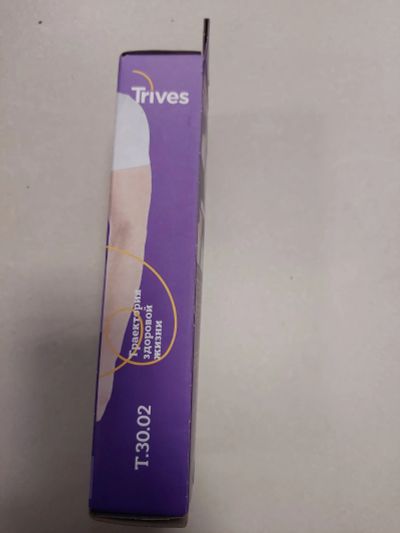 Trives
Траектория
здоровой
жизни
Т.30.02